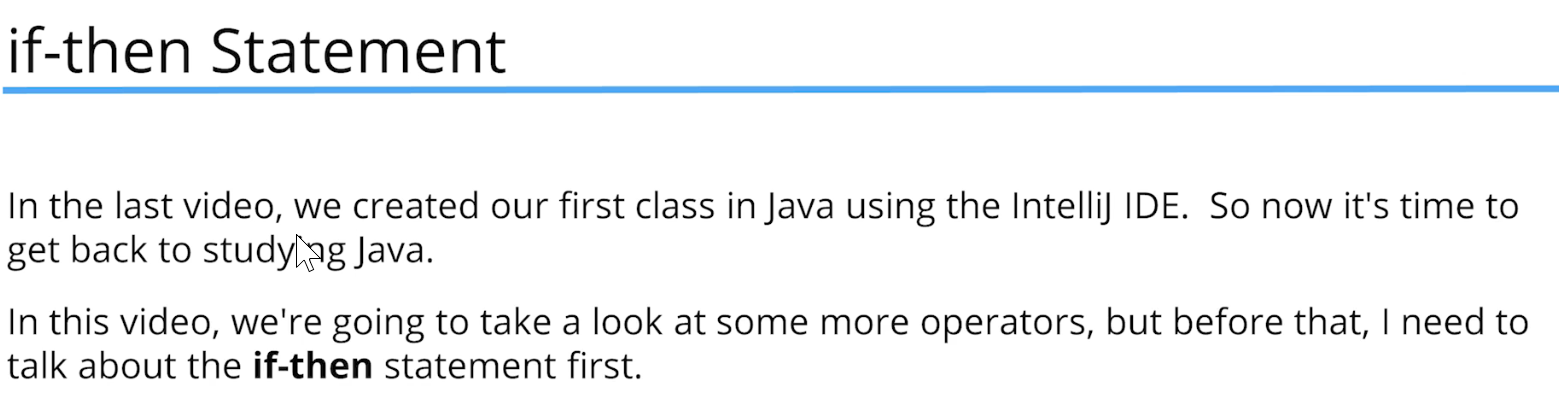 if-then Statement
In the last video, we created our first class in Java using the IntelliJ IDE.  So now it's time to
get back to studying Java.
In this video, we're going to take a look at some more operators, but before that, I need to
talk about the if-then statement first.